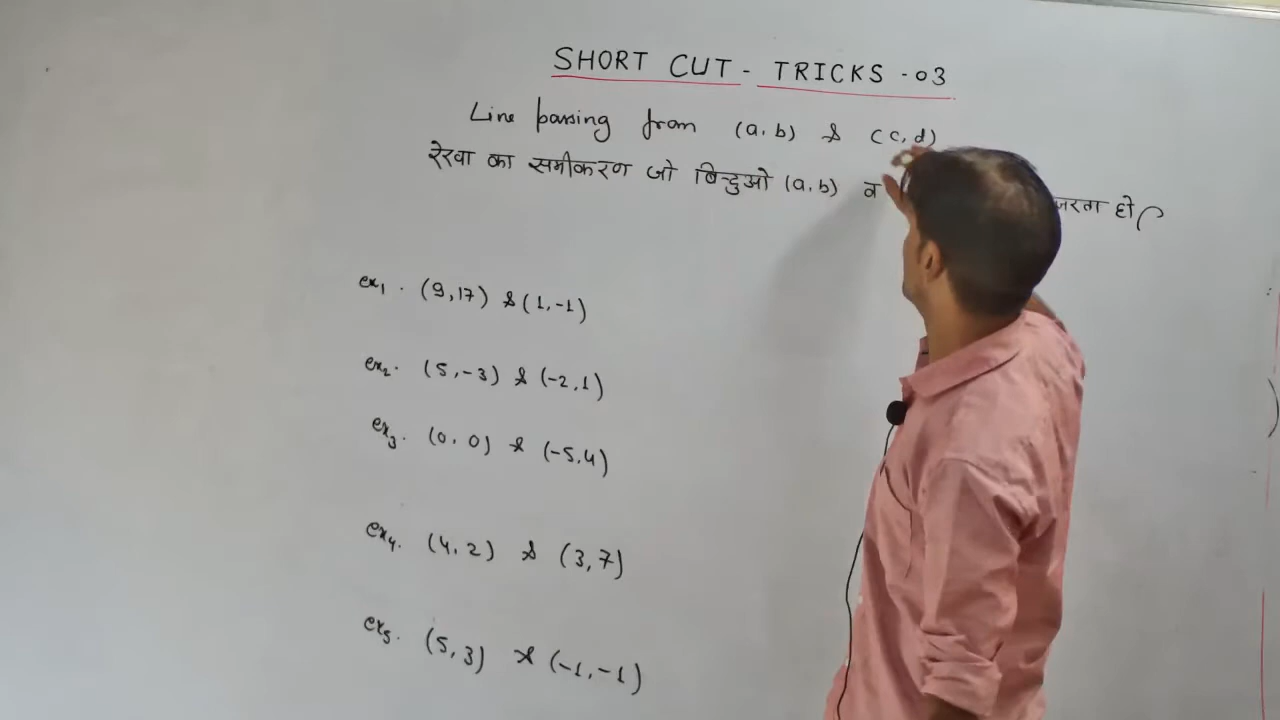 SHORT CUT - TRICKS - 03
Line passing from (a,b) & (c,d)
रेखा का समीकरण जो बिन्दुओ (a,b) व हो
ex1. (9,17) & (1,-1)
ex2. (5,-3) & (-2,1)
ex3. (0,0) & (-5,4)
ex4. (4,2) & (3,7)
ex5. (5,3) & (-1,-1)